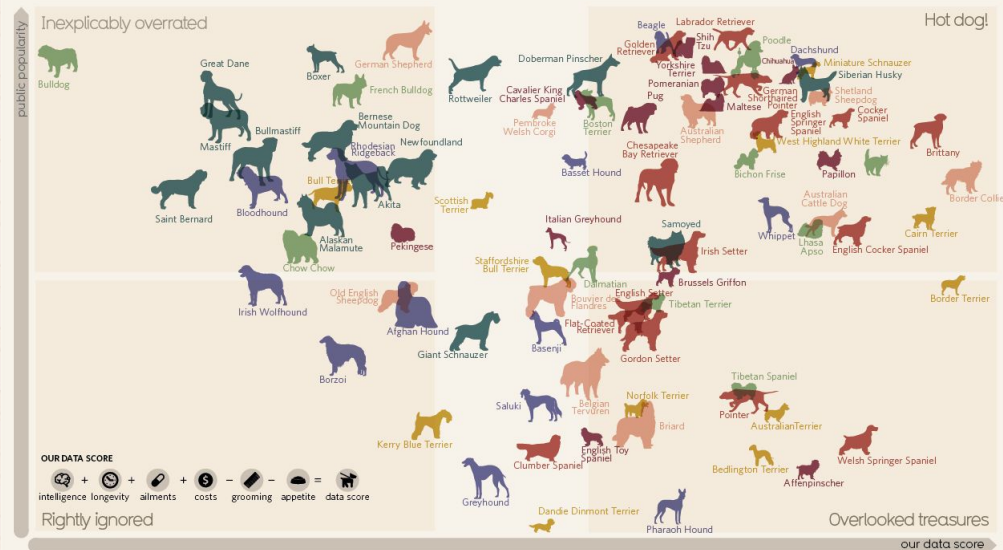 Inexplicably overrated
Hot dog!
public popularity
Bulldog
Great Dane
Boxer
German Shepherd
French Bulldog
Mastiff
Bullmastiff
Bernese
Mountain Dog
Rhodesian
Ridgeback
Newfoundland
Saint Bernard
Bloodhound
Bull Te
Akita
Alaskan
Malamute
Pekingese
Chow Chow
Rottweiler
Doberman Pinscher
Cavalier King
Charles Spaniel
Pembroke
Welsh Corgi
Boston
Terrier
Basset Hound
Scottish
Terrier
Italian Greyhound
Staffordshire
Bull Terrier
Dalmatian
Beagle
Labrador Retriever
Golden
Retriever
Shih
Tzu
Poodle
Yorkshire
Terrier
Chihuahua
Dachshund
Miniature Schnauzer
Siberian Husky
Pomeranian
Pug
Maltese
German
Shorthaired
Pointer
Shetland
Sheepdog
Australian
Shepherd
English
Springer
Spaniel
Cocker
Spaniel
Brittany
Chesapeake
Bay Retriever
West Highland White Terrier
Bichon Frise
Papillon
Border Collie
Australian
Cattle Dog
Whippet
Lhasa
Apso
English Cocker Spaniel
Cairn Terrier
Samoyed
Irish Setter
Brussels Griffon
Irish Wolfhound
Old English
Sheepdog
Afghan Hound
Borzoi
Giant Schnauzer
Kerry Blue Terrier
Bouvier de
Flandres
English Setter
Tibetan Terrier
Flat-Coated
Retriever
Basenji
Gordon Setter
Border Terrier
Belgian
Tervuren
Saluki
Norfolk Terrier
Briard
Tibetan Spaniel
Pointer
AustralianTerrier
Clumber Spaniel
English Toy
Spaniel
Bedlington Terrier
Affenpinscher
Welsh Springer Spaniel
Greyhound
Dandie Dinmont Terrier
Pharaoh Hound
OUR DATA SCORE
+ + + − − =
intelligence longevity ailments costs grooming appetite data score
Rightly ignored
Overlooked treasures
our data score